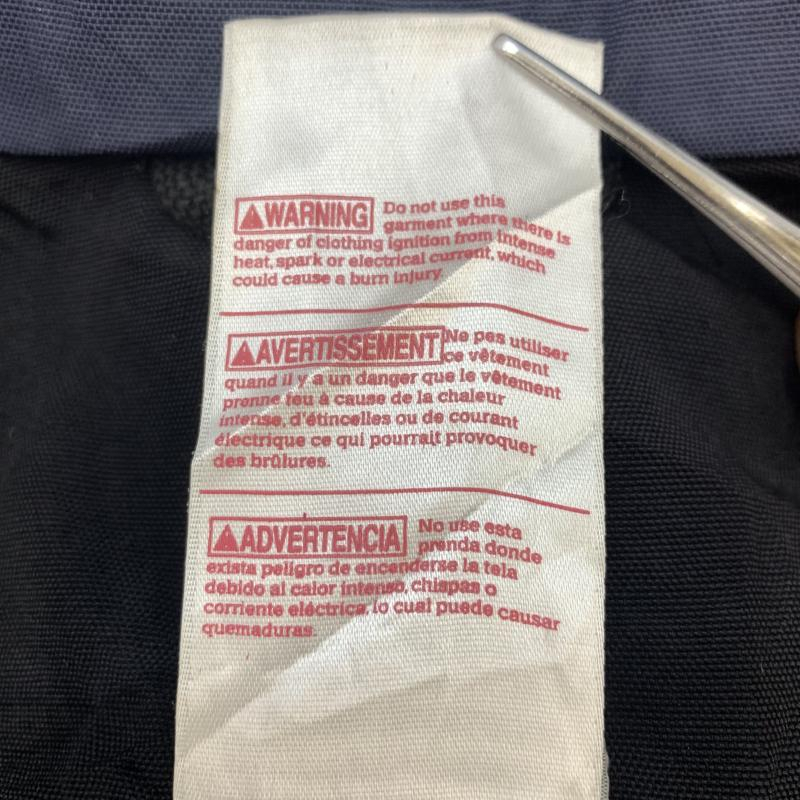 WARNING Do not use this
garment where there is
danger of clothing ignition from intense
heat, spark or electrical current, which
could cause a burn injury
AVERTISSEMENT Ne pas utiliser
ce vêtement
quand il y a un danger que le vêtement
prenne feu à cause de la chaleur
intense, d'étincelles ou de courant
électrique ce qui pourrait provoquer
des brûlures.
ADVERTENCIA No use esta
prenda donde
exista peligro de encenderse la tela
debido al calor intenso, chispas o
corriente eléctrica, lo cual puede causar
quemaduras.